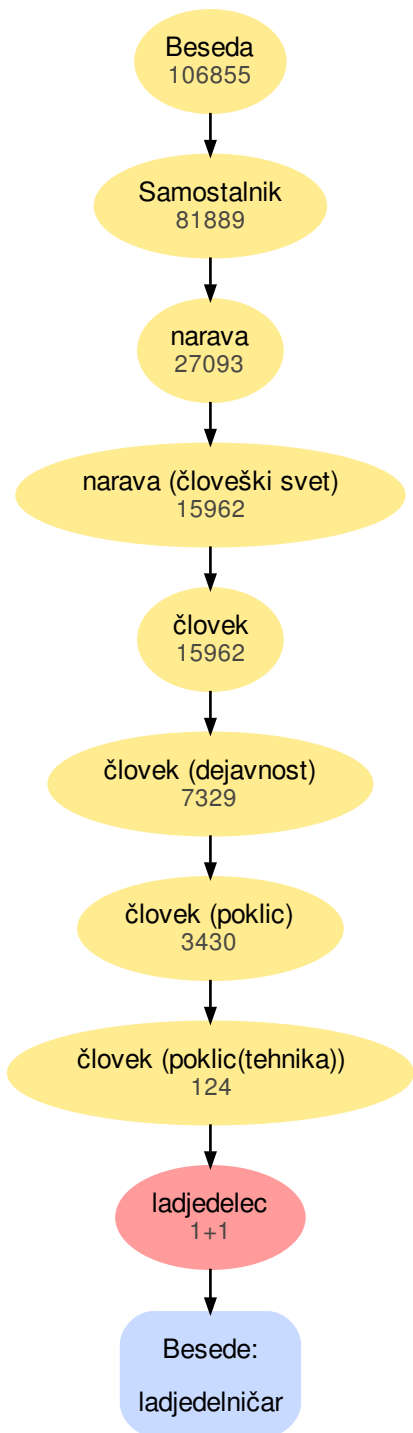 Beseda
106855
Samostalnik
81889
narava
27093
narava (človeški svet)
15962
človek
15962
človek (dejavnost)
7329
človek (poklic)
3430
človek (poklic(tehnika))
124
ladjedelec
1+1
Besede:
ladjedelničar